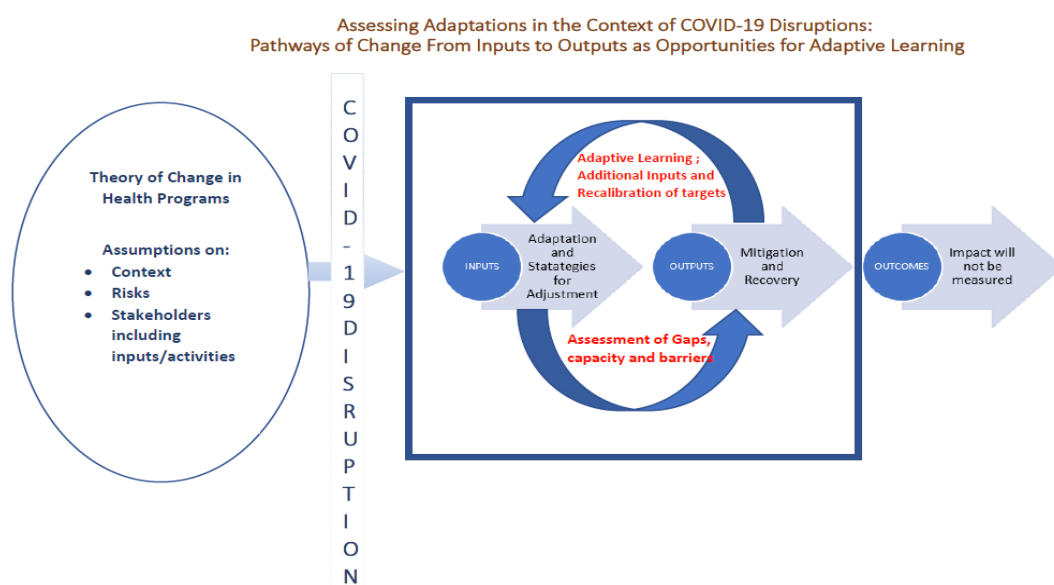 Assessing Adaptations in the Context of COVID-19 Disruptions:
Pathways of Change From Inputs to Outputs as Opportunities for Adaptive Learning
Theory of Change in
Health Programs
Assumptions on:
• Context
• Risks
• Stakeholders
including
inputs/activities
C
O
V
I
D
-
1
9
D
I
S
R
U
P
T
I
O
N
Adaptive Learning ;
Additional Inputs and
Recalibration of targets
INPUTS
Adaptation
and
Statategies
for
Adjustment
OUTPUTS
Mitigation
and
Recovery
OUTCOMES
Impact will
not be
measured
Assessment of Gaps,
capacity and barriers